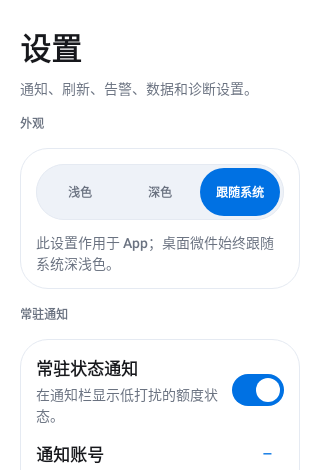 设置
通知、刷新、告警、数据和诊断设置。
外观
浅色 深色 跟随系统
此设置作用于 App；桌面微件始终跟随
系统深浅色。
常驻通知
常驻状态通知
在通知栏显示低打扰的额度状
态。
通知账号 –